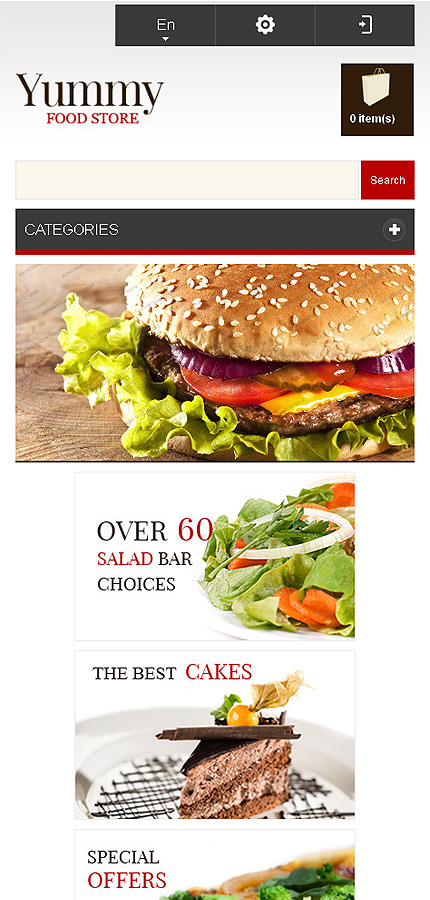 En
Yummy
FOOD STORE
0 item(s)
Search
CATEGORIES
OVER 60
SALAD BAR
CHOICES
THE BEST CAKES
SPECIAL
OFFERS